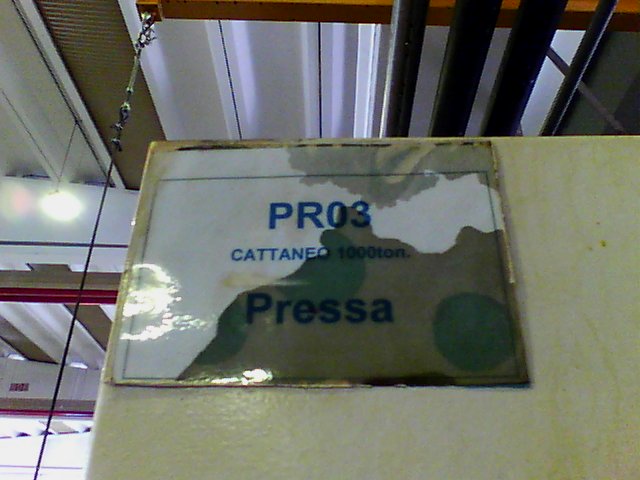 PR03
CATTANEO 1000ton.
Pressa